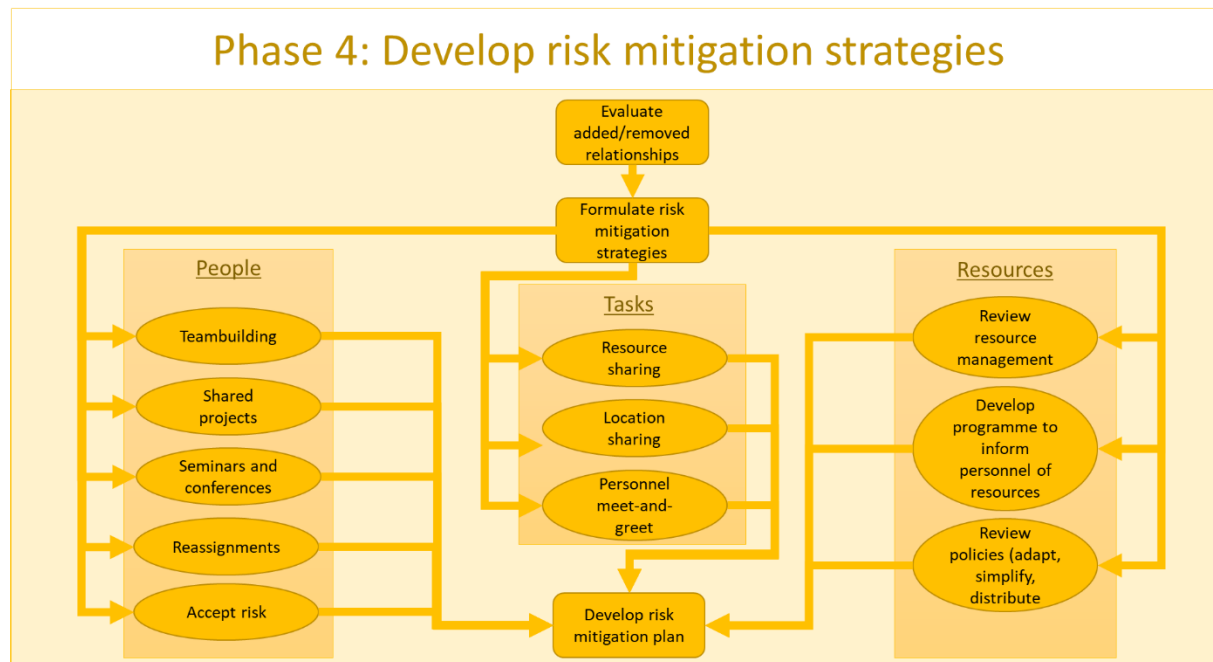 Phase 4: Develop risk mitigation strategies
Evaluate
added/removed
relationships
Formulate risk
mitigation
strategies
People
Teambuilding
Shared
projects
Seminars and
conferences
Reassignments
Accept risk
Tasks
Resource
sharing
Location
sharing
Personnel
meet-and-
greet
Resources
Review
resource
management
Develop
programme to
inform
personnel of
resources
Review
policies (adapt,
simplify,
distribute
Develop risk
mitigation plan